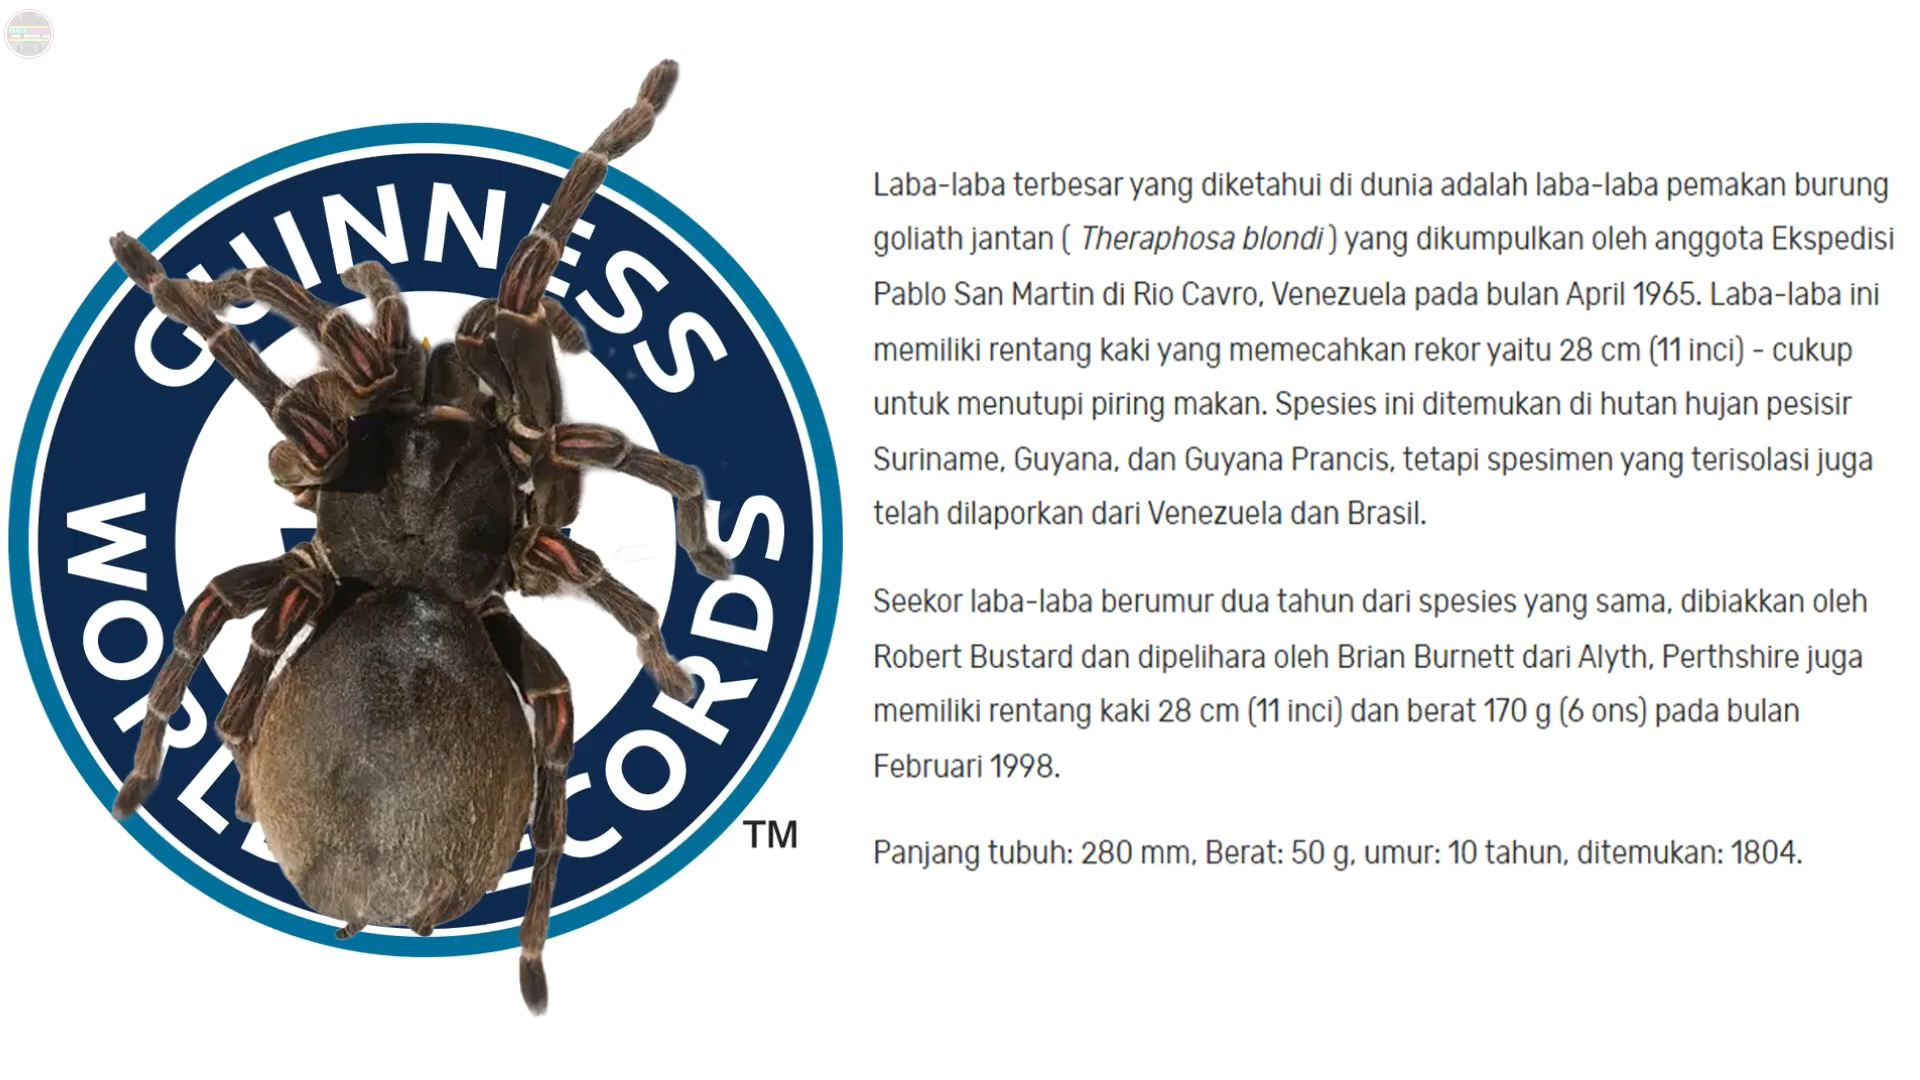 GUINNESS
WORLD RECORDS
TM
Laba-laba terbesar yang diketahui di dunia adalah laba-laba pemakan burung
goliath jantan ( Theraphosa blondi ) yang dikumpulkan oleh anggota Ekspedisi
Pablo San Martin di Rio Cavro, Venezuela pada bulan April 1965. Laba-laba ini
memiliki rentang kaki yang memecahkan rekor yaitu 28 cm (11 inci) - cukup
untuk menutupi piring makan. Spesies ini ditemukan di hutan hujan pesisir
Suriname, Guyana, dan Guyana Prancis, tetapi spesimen yang terisolasi juga
telah dilaporkan dari Venezuela dan Brasil.
Seekor laba-laba berumur dua tahun dari spesies yang sama, dibiakkan oleh
Robert Bustard dan dipelihara oleh Brian Burnett dari Alyth, Perthshire juga
memiliki rentang kaki 28 cm (11 inci) dan berat 170 g (6 ons) pada bulan
Februari 1998.
Panjang tubuh: 280 mm, Berat: 50 g, umur: 10 tahun, ditemukan: 1804.